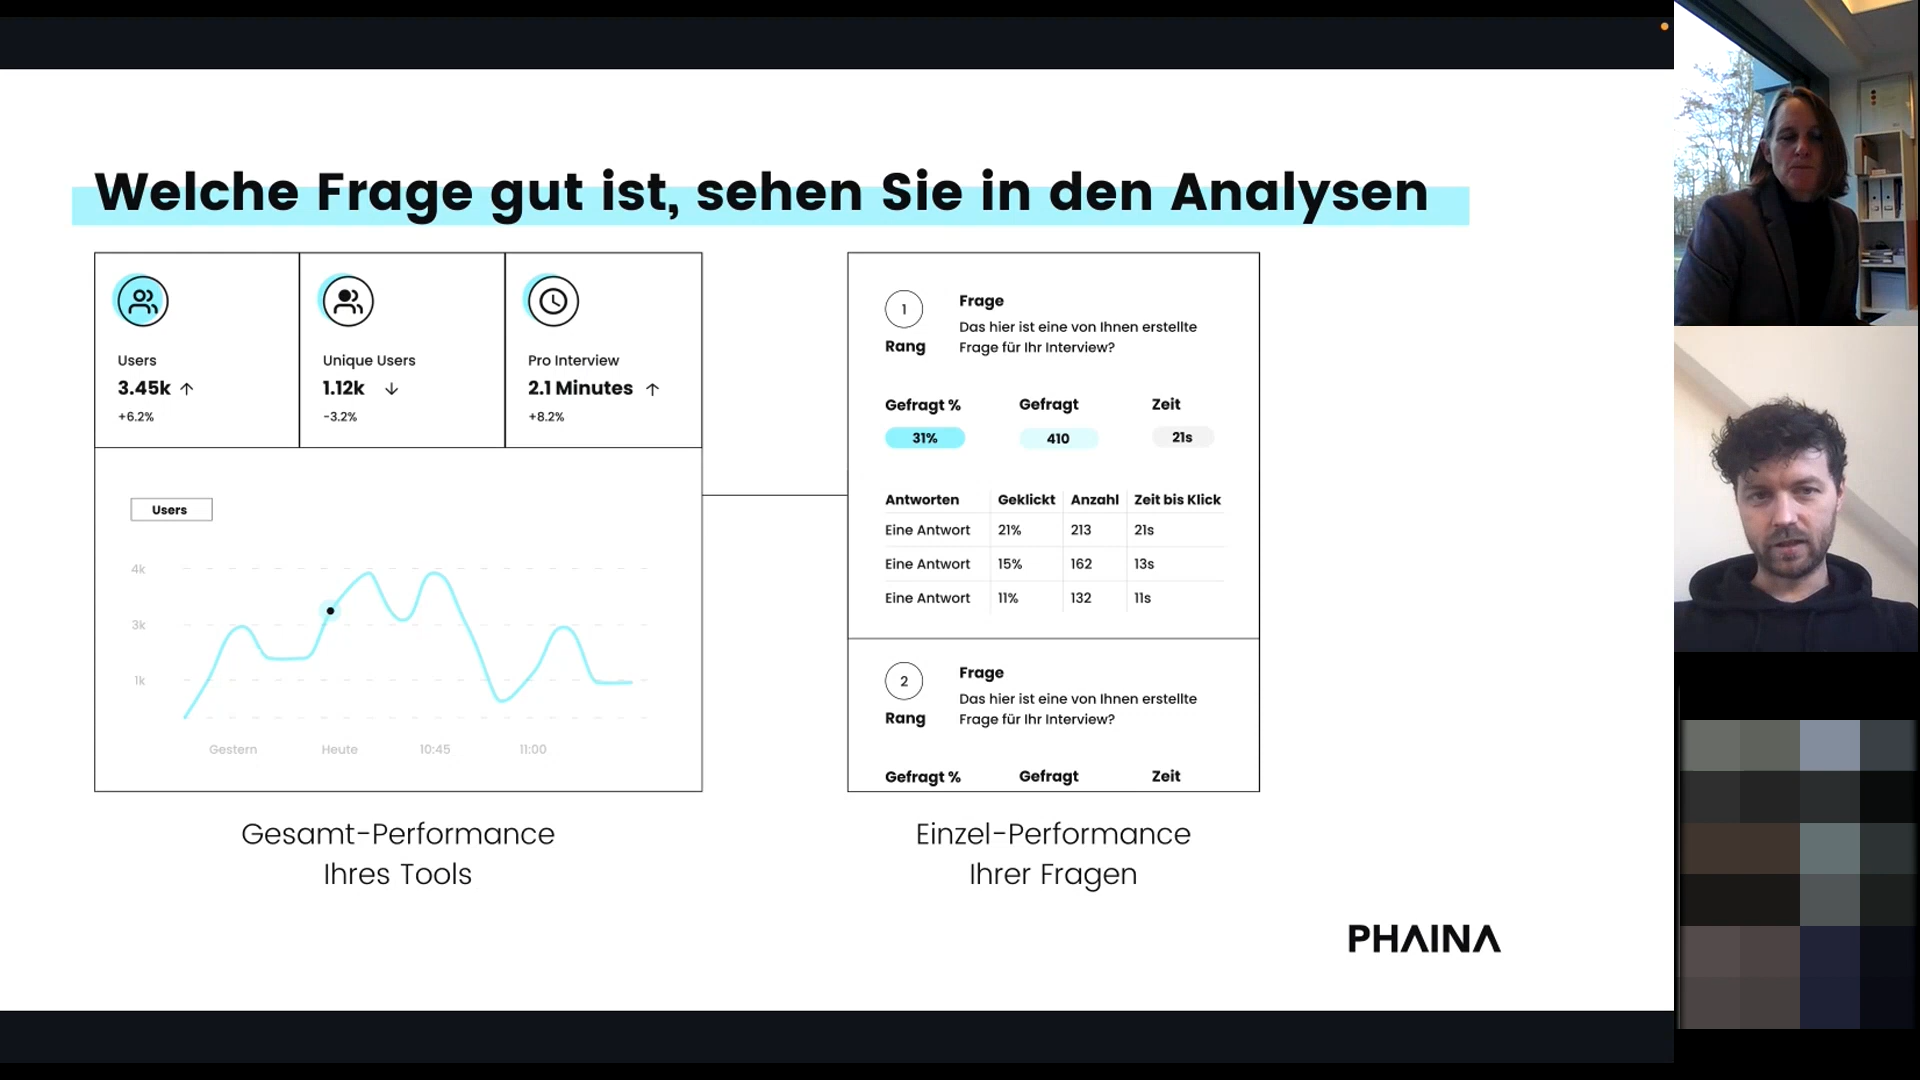 Welche Frage gut ist, sehen Sie in den Analysen
Users
3.45k
+6.2%
Unique Users
1.12k
-3.2%
Pro Interview
2.1 Minutes
+8.2%
Users
4k
3k
1k
Gestern
Heute
10:45
11:00
Gesamt-Performance
Ihres Tools
1
Rang
Frage
Das hier ist eine von Ihnen erstellte
Frage für Ihr Interview?
Gefragt %
Gefragt
Zeit
31%
410
21s
Antworten Geklickt Anzahl Zeit bis Klick
Eine Antwort 21% 213 21s
Eine Antwort 15% 162 13s
Eine Antwort 11% 132 11s
2
Rang
Frage
Das hier ist eine von Ihnen erstellte
Frage für Ihr Interview?
Gefragt %
Gefragt
Zeit
Einzel-Performance
Ihrer Fragen
PHAINA